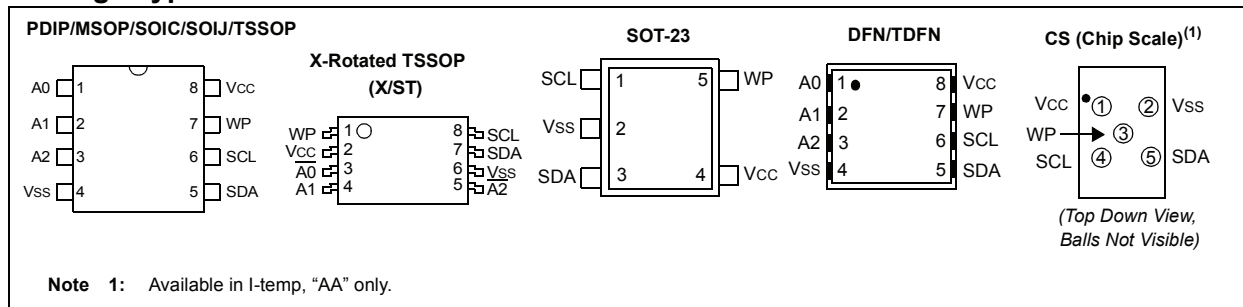 PDIP/MSOP/SOIC/SOIJ/TSSOP
A0 1 8 VCC
A1 2 7 WP
A2 3 6 SCL
VSS 4 5 SDA
X-Rotated TSSOP
(X/ST)
WP 1 8 SCL
VCC 2 7 SDA
A0 3 6 VSS
A1 4 5 A2
SOT-23
SCL 1 5 WP
VSS 2
SDA 3 4 VCC
DFN/TDFN
A0 1 8 VCC
A1 2 7 WP
A2 3 6 SCL
VSS 4 5 SDA
CS (Chip Scale)(1)
VCC 1 2 VSS
WP 3
SCL 4 5 SDA
(Top Down View,
Balls Not Visible)
Note 1: Available in I-temp, “AA” only.